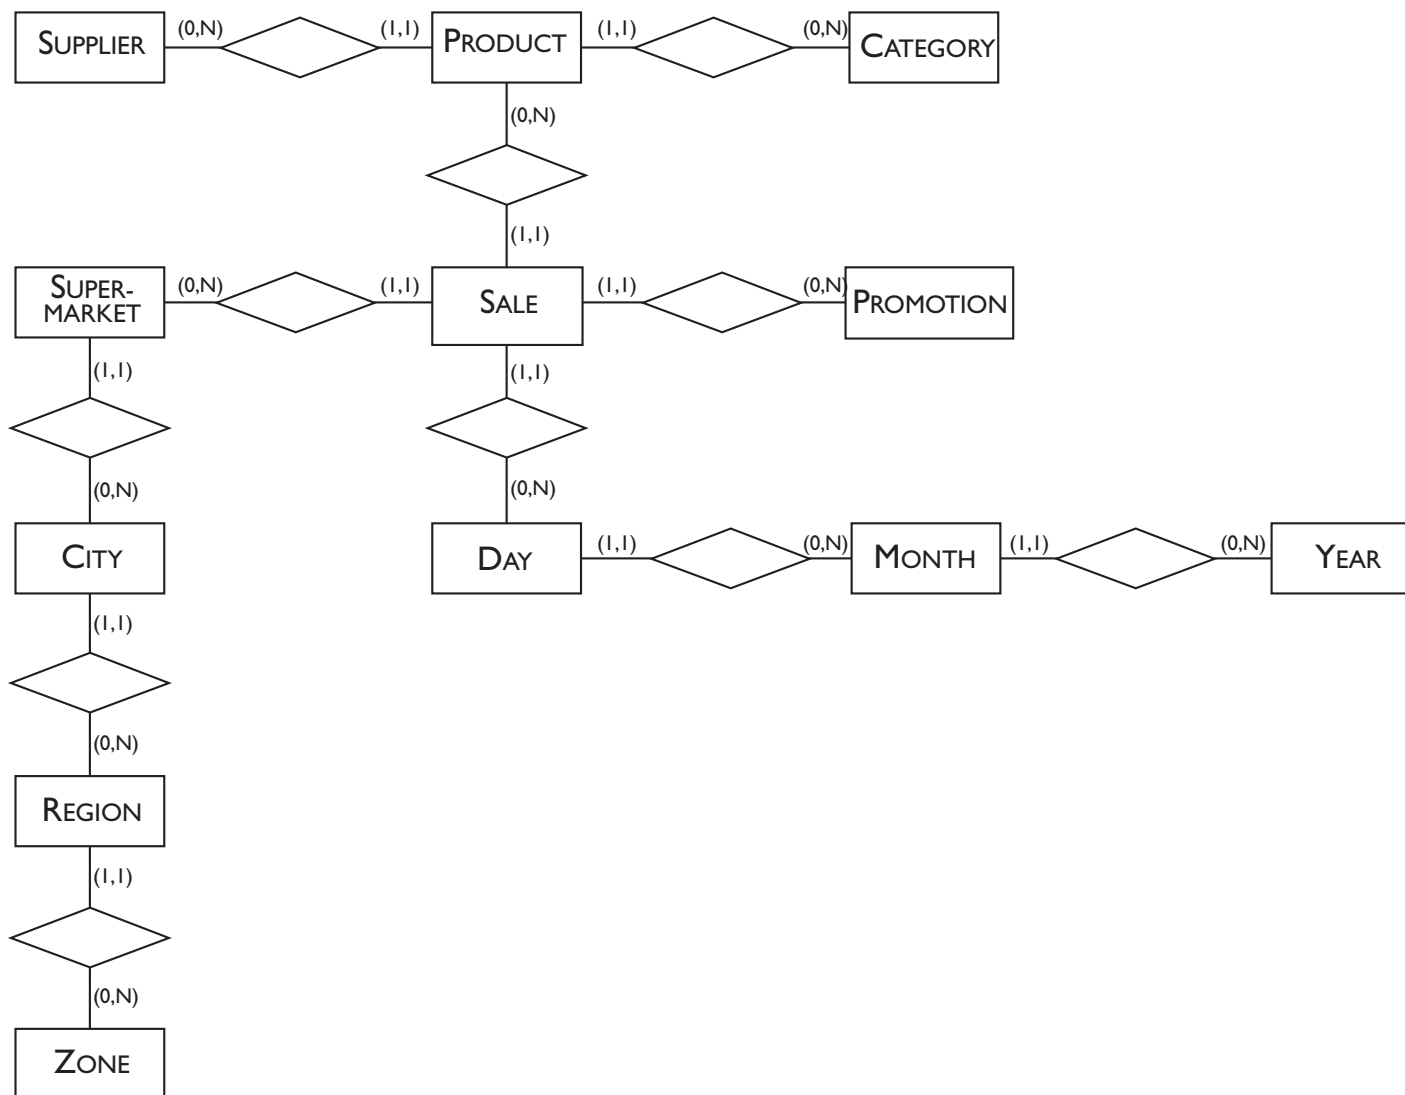 (0,N) (1,1) (1,1) (0,N)
SUPPLIER PRODUCT CATEGORY
(0,N)
(1,1)
(0,N) (1,1) (1,1) (0,N)
SUPER-
MARKET SALE PROMOTION
(1,1) (1,1)
(0,N) (0,N)
(1,1) (0,N) (1,1) (0,N)
CITY DAY MONTH YEAR
(1,1)
(0,N)
REGION
(1,1)
(0,N)
ZONE